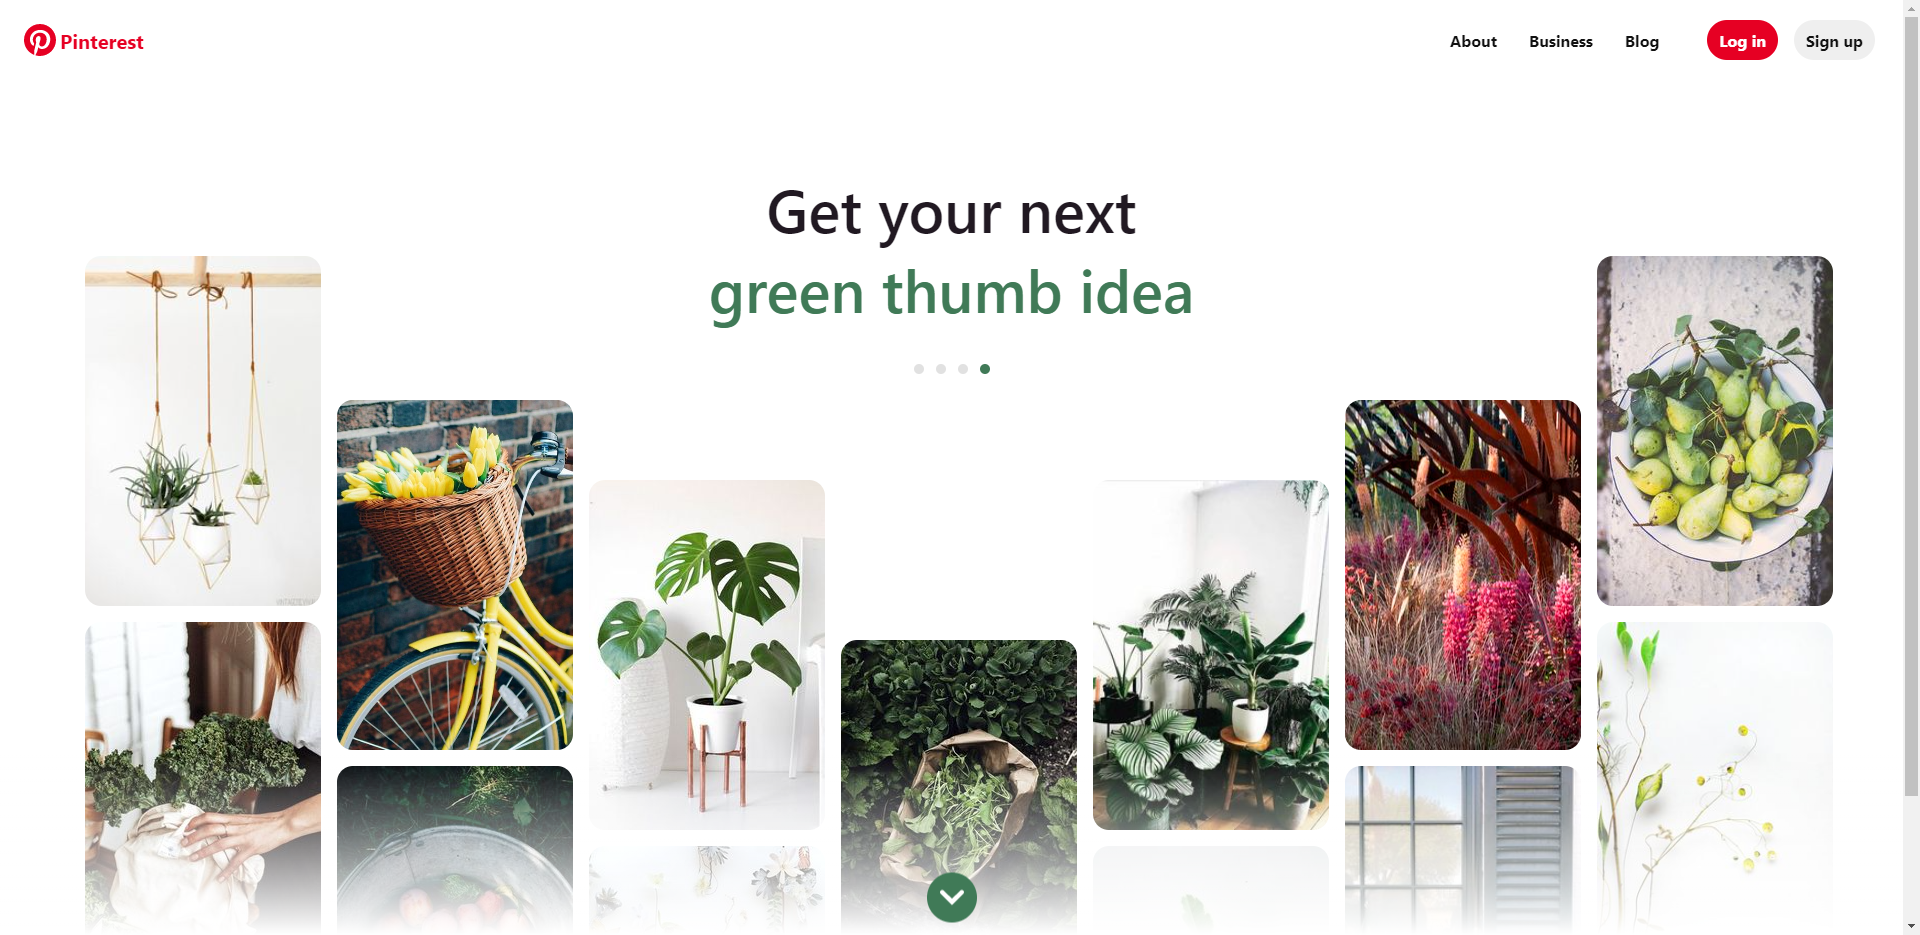 Pinterest
About
Business
Blog
Log in
Sign up
Get your next
green thumb idea